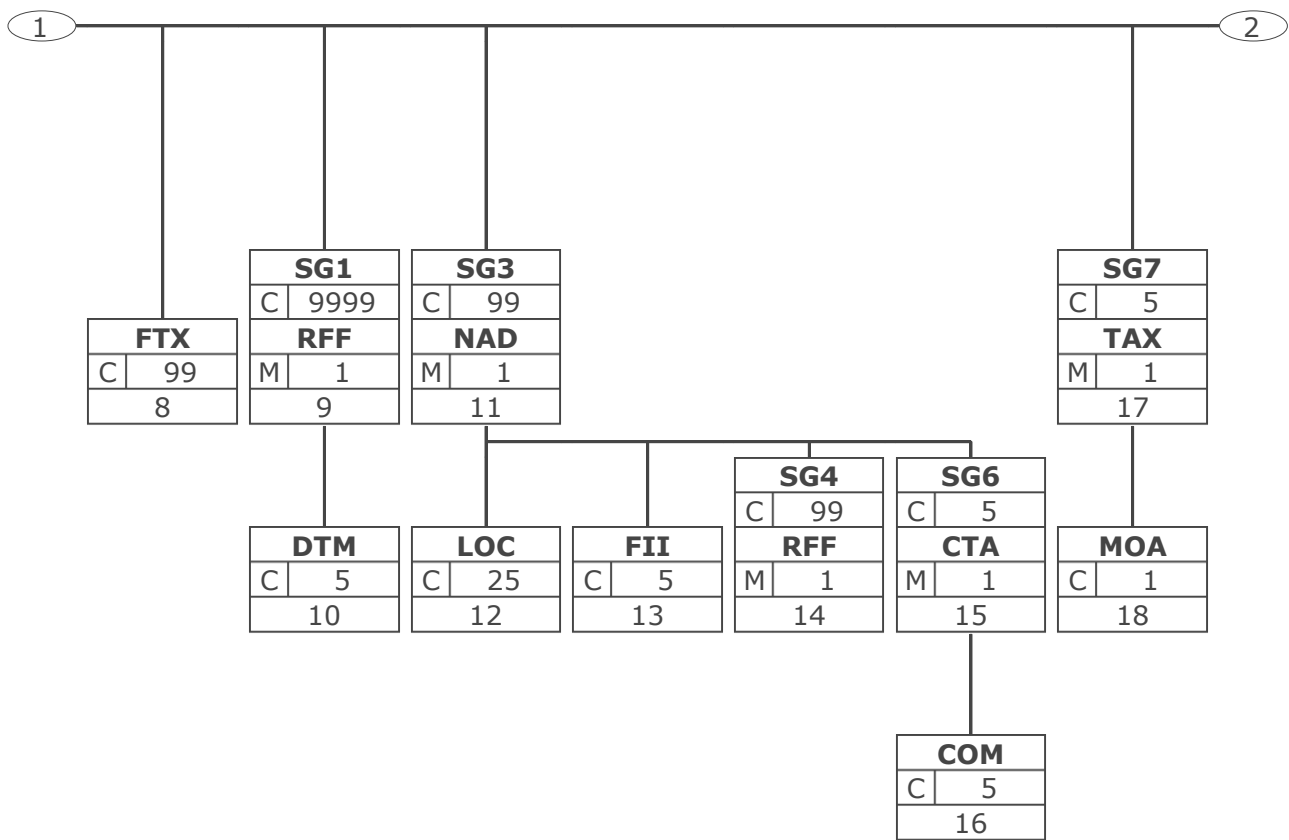 1
2
FTX
C 99
8
SG1
C 9999
RFF
M 1
9
SG3
C 99
NAD
M 1
11
SG7
C 5
TAX
M 1
17
DTM
C 5
10
LOC
C 25
12
FII
C 5
13
SG4
C 99
RFF
M 1
14
SG6
C 5
CTA
M 1
15
MOA
C 1
18
COM
C 5
16